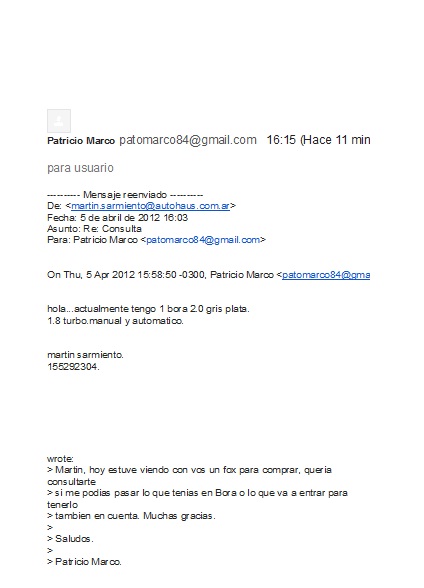 Patricio Marco patomarco84@gmail.com 16:15 (Hace 11 min
para usuario
---------- Mensaje reenviado ----------
De: <martin.sarmiento@autohaus.com.ar>
Fecha: 5 de abril de 2012 16:03
Asunto: Re: Consulta
Para: Patricio Marco <patomarco84@gmail.com>
On Thu, 5 Apr 2012 15:58:50 -0300, Patricio Marco <patomarco84@gma
hola...actualmente tengo 1 bora 2.0 gris plata.
1.8 turbo.manual y automatico.
martin sarmiento.
155292304.
wrote:
> Martin, hoy estuve viendo con vos un fox para comprar, queria
consultarte
> si me podias pasar lo que tenias en Bora o lo que va a entrar para
tenerlo
> tambien en cuenta. Muchas gracias.
>
> Saludos.
>
> Patricio Marco.